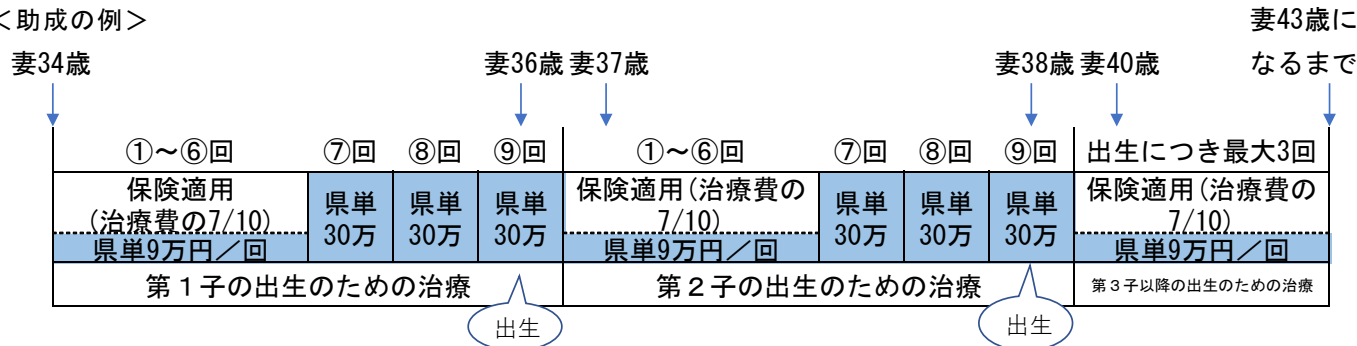 ＜助成の例＞
妻43歳に
妻34歳 妻36歳 妻37歳 妻38歳 妻40歳 なるまで
①～⑥回 ⑦回 ⑧回 ⑨回 ①～⑥回 ⑦回 ⑧回 ⑨回 出生につき最大3回
保険適用
(治療費の7/10)
県単9万円／回
県単
30万
県単
30万
県単
30万
保険適用(治療費の
7/10)
県単9万円／回
県単
30万
県単
30万
県単
30万
保険適用(治療費の
7/10)
県単9万円／回
第１子の出生のための治療 第２子の出生のための治療 第３子以降の出生のための治療
出生 出生